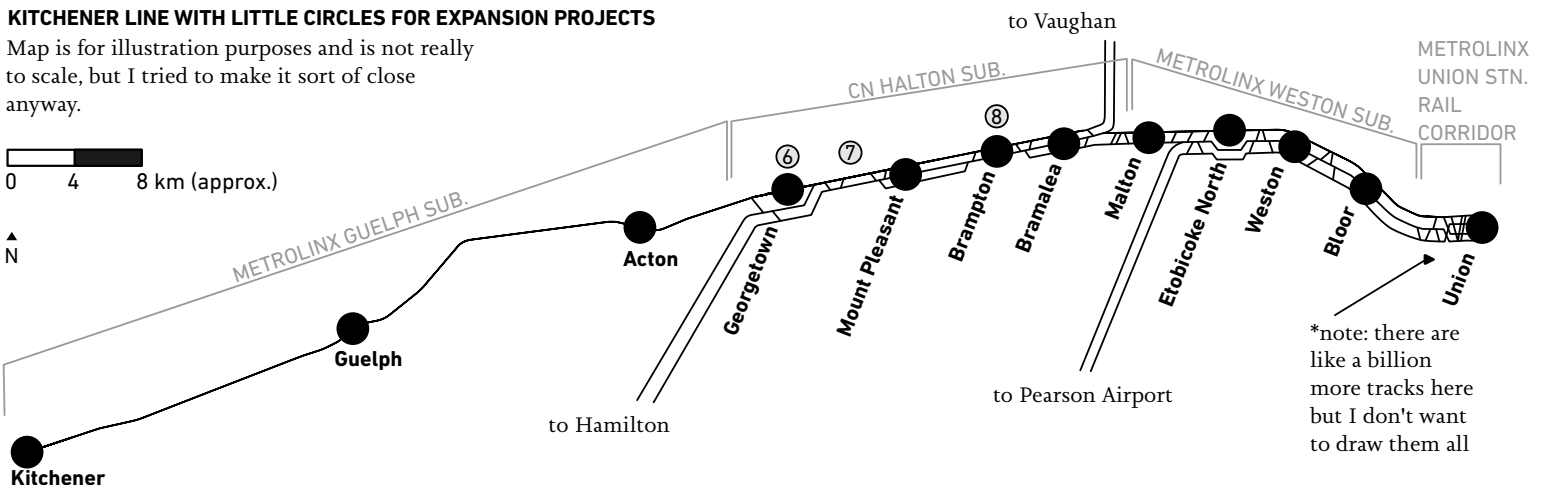 KITCHENER LINE WITH LITTLE CIRCLES FOR EXPANSION PROJECTS
Map is for illustration purposes and is not really
to scale, but I tried to make it sort of close
anyway.
0 4 8 km (approx.)
N
to Vaughan
METROLINX GUELPH SUB.
CN HALTON SUB.
METROLINX WESTON SUB.
METROLINX
UNION STN.
RAIL
CORRIDOR
6
7
8
Kitchener
Guelph
Acton
Georgetown
Mount Pleasant
Brampton
Bramalea
Malton
Etobicoke North
Weston
Bloor
Union
to Hamilton
to Pearson Airport
*note: there are
like a billion
more tracks here
but I don't want
to draw them all